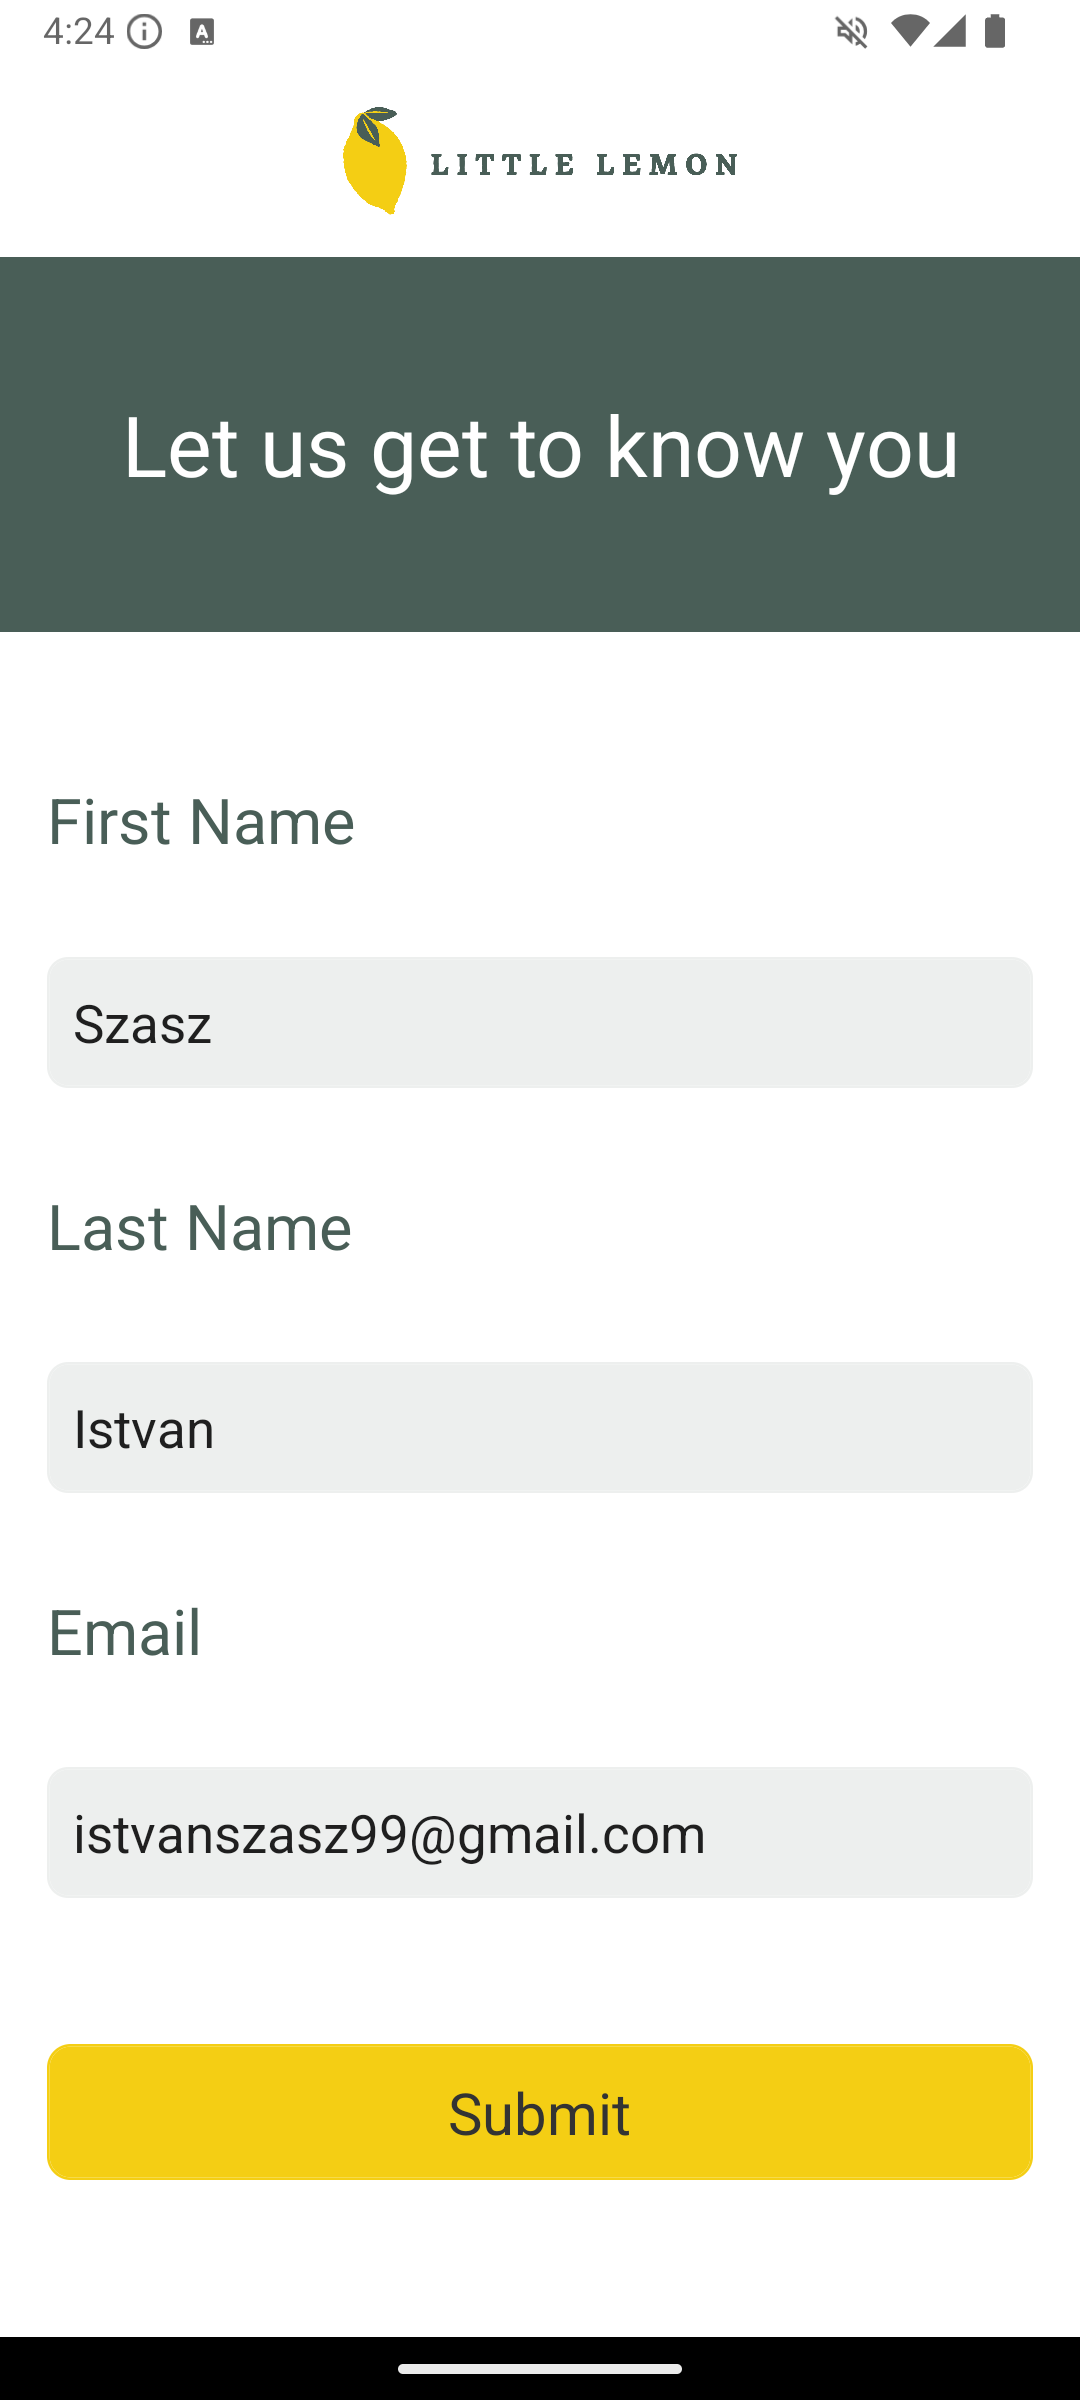 4:24
LITTLE LEMON
Let us get to know you
First Name
Szasz
Last Name
Istvan
Email
istvanszasz99@gmail.com
Submit